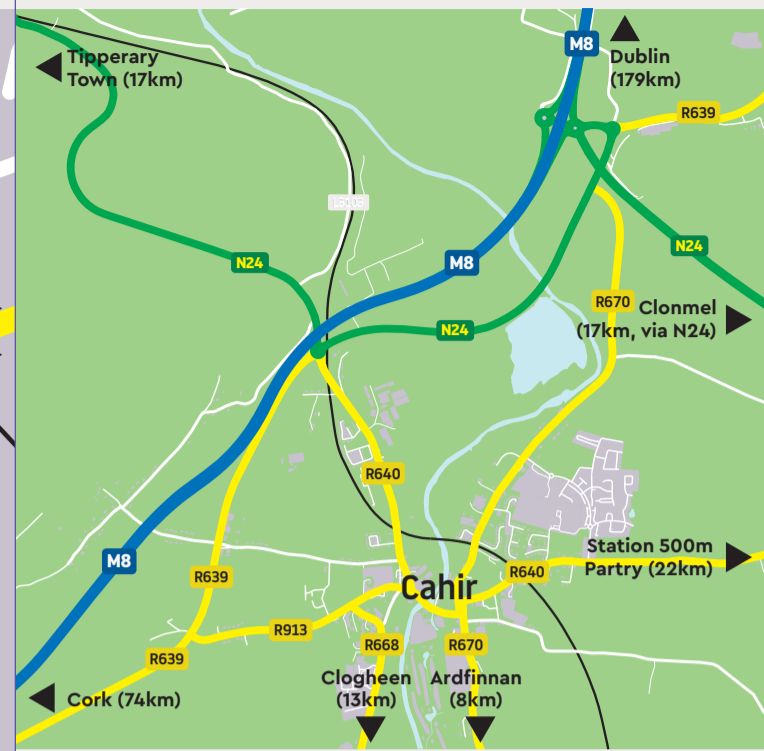 M8
Dublin
(179km)
Tipperary
Town (17km)
R639
N24
N24
M8
R670
Clonmel
(17km, via N24)
N24
R640
M8
Station 500m
Partry (22km)
R640
R639
Cahir
R913
R668
R670
R639
Clogheen
(13km)
Ardfinnan
(8km)
Cork (74km)